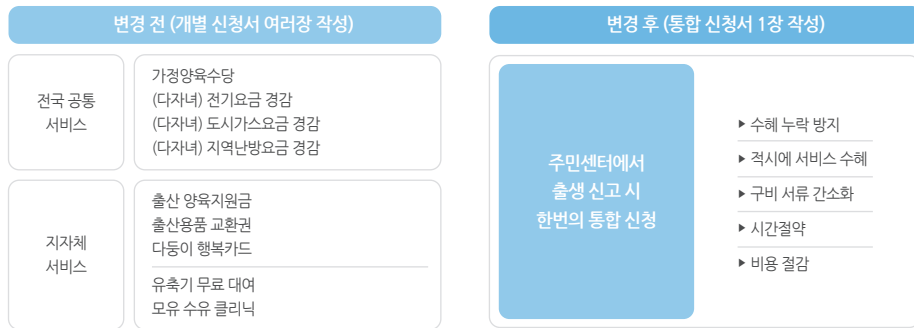 변경 전 (개별 신청서 여러장 작성)
전국 공통
서비스
가정양육수당
(다자녀) 전기요금 경감
(다자녀) 도시가스요금 경감
(다자녀) 지역난방요금 경감
지자체
서비스
출산 양육지원금
출산용품 교환권
다둥이 행복카드
유축기 무료 대여
모유 수유 클리닉
변경 후 (통합 신청서 1장 작성)
주민센터에서
출생 신고 시
한번의 통합 신청
▶ 수혜 누락 방지
▶ 적시에 서비스 수혜
▶ 구비 서류 간소화
▶ 시간절약
▶ 비용 절감